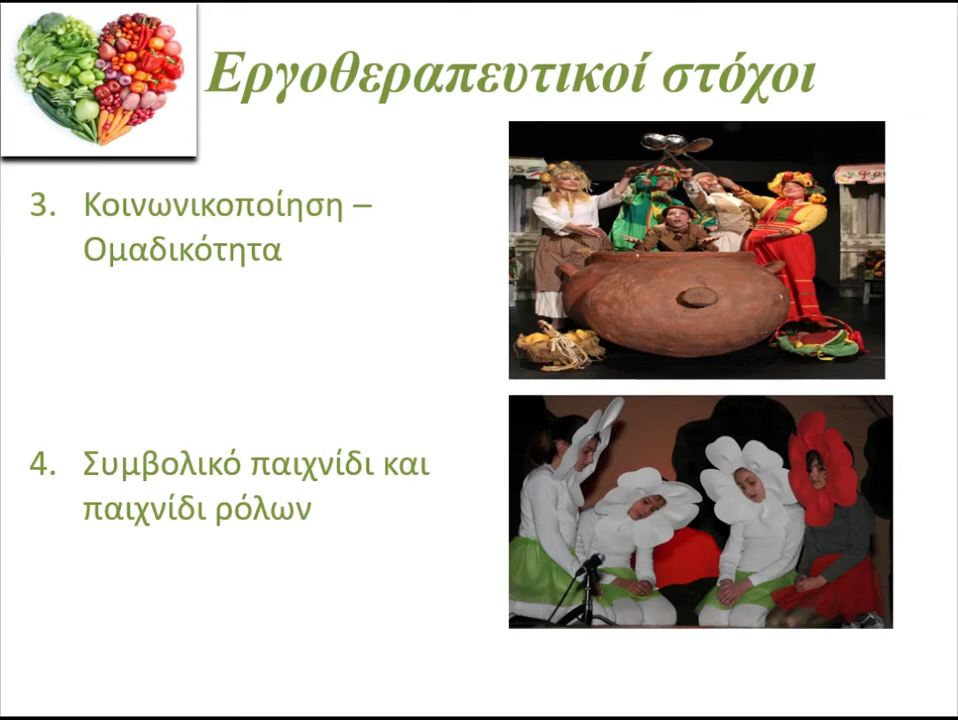 Εργοθεραπευτικοί στόχοι
3. Κοινωνικοποίηση –
Ομαδικότητα
4. Συμβολικό παιχνίδι και
παιχνίδι ρόλων